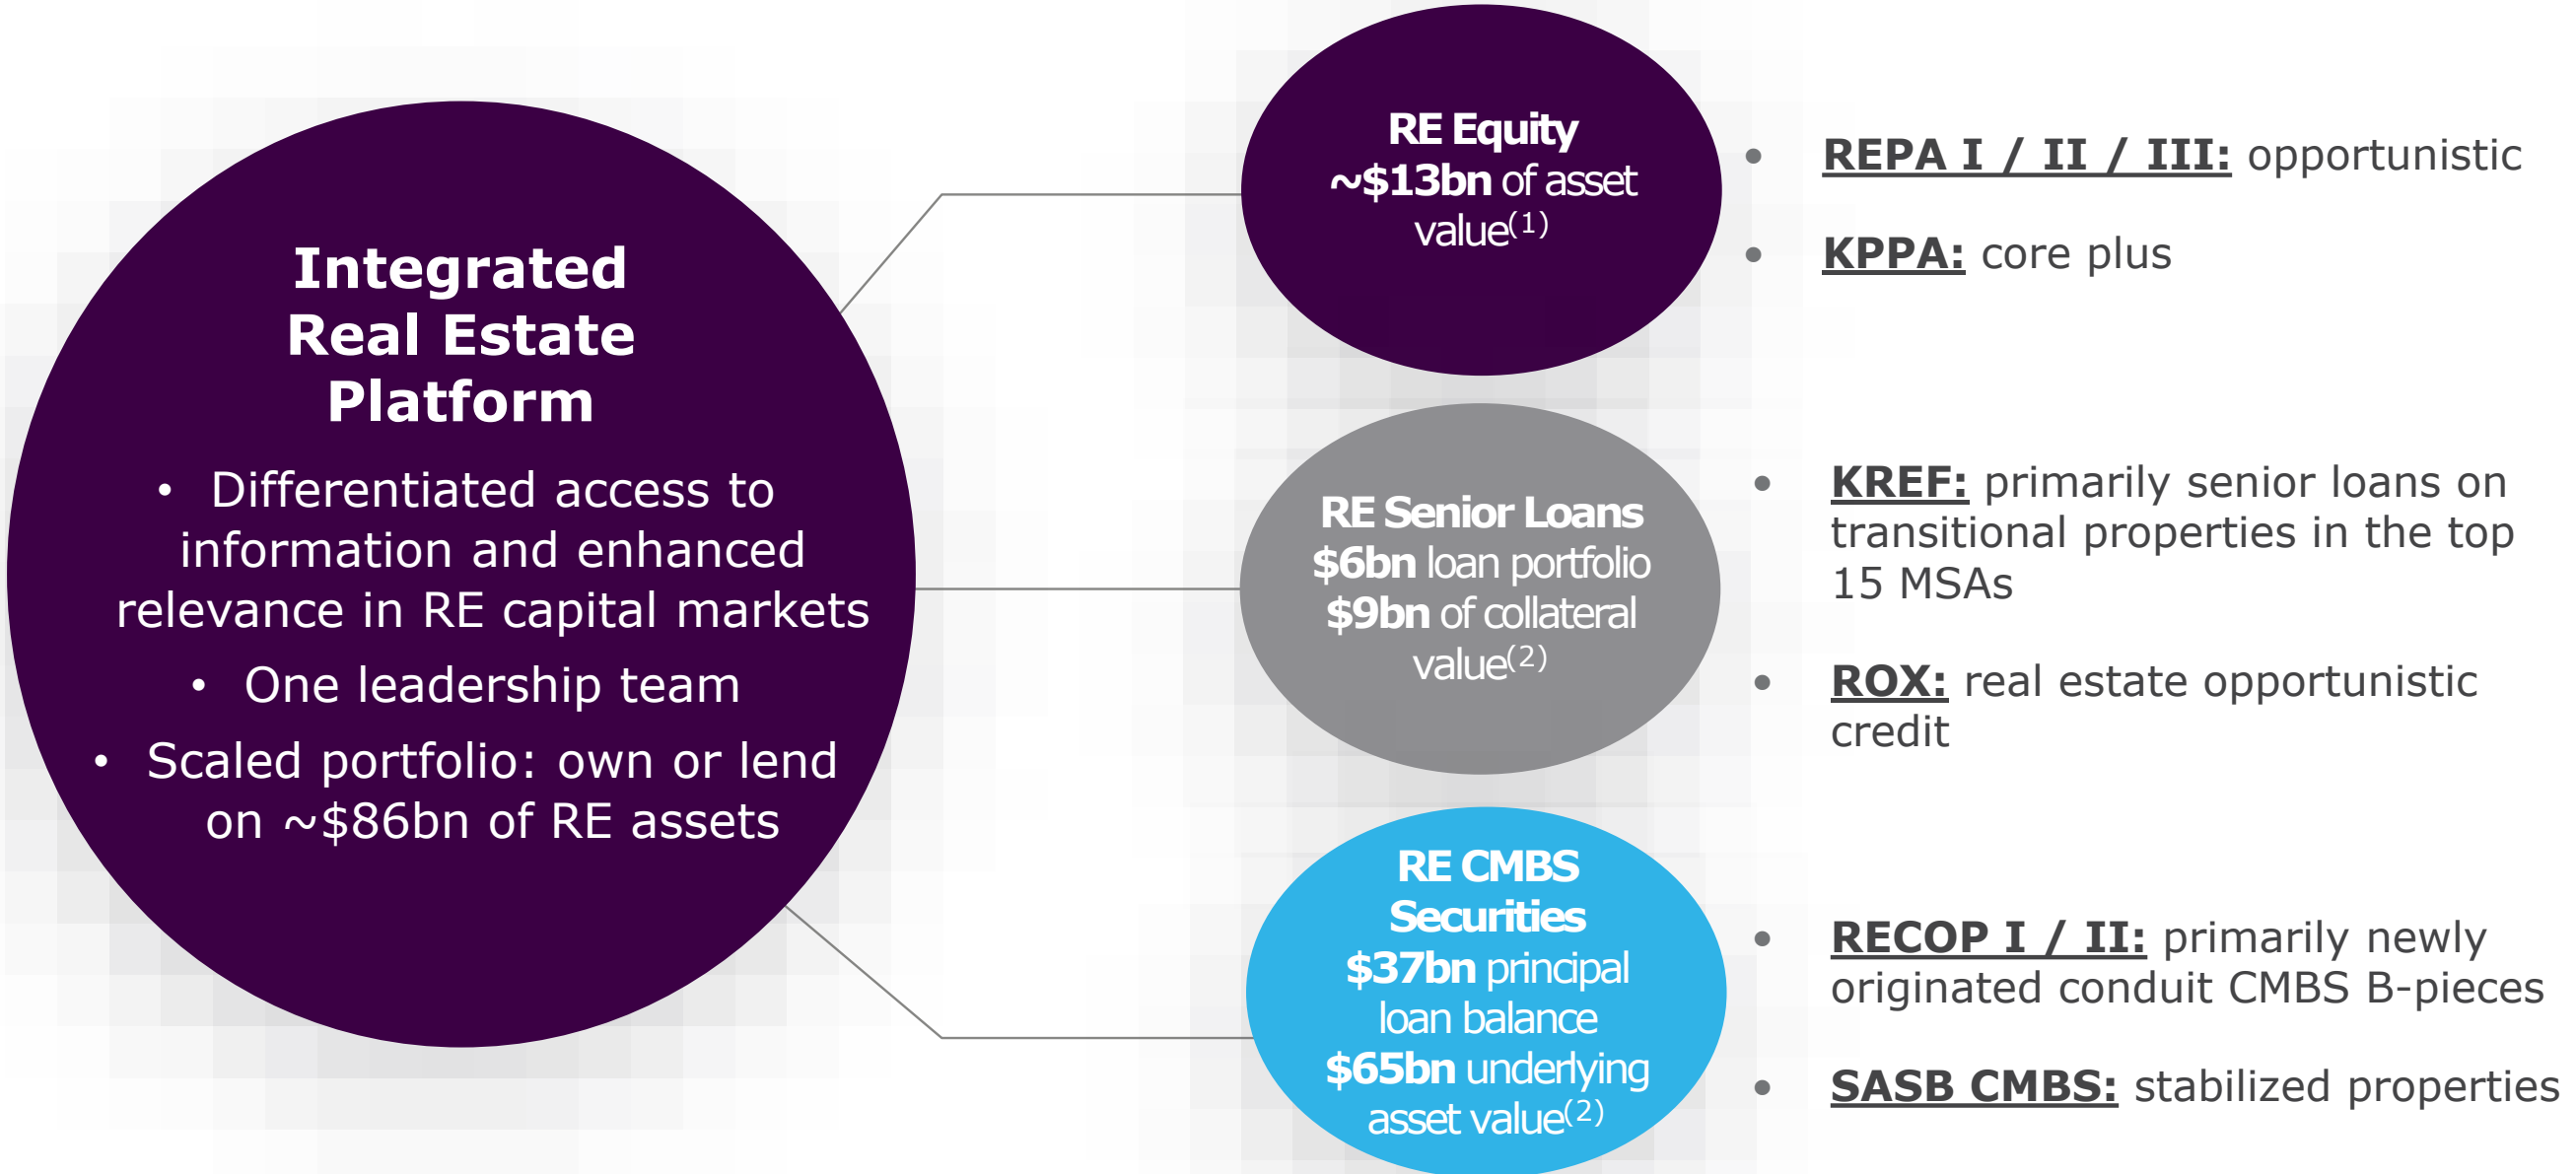 Integrated
Real Estate
Platform
• Differentiated access to
information and enhanced
relevance in RE capital markets
• One leadership team
• Scaled portfolio: own or lend
on ~$86bn of RE assets
RE Equity
~$13bn of asset
value(1)
• REPA I / II / III: opportunistic
• KPPA: core plus
RE Senior Loans
$6bn loan portfolio
$9bn of collateral
value(2)
• KREF: primarily senior loans on
transitional properties in the top
15 MSAs
• ROX: real estate opportunistic
credit
RE CMBS
Securities
$37bn principal
loan balance
$65bn underlying
asset value(2)
• RECOP I / II: primarily newly
originated conduit CMBS B-pieces
• SASB CMBS: stabilized properties